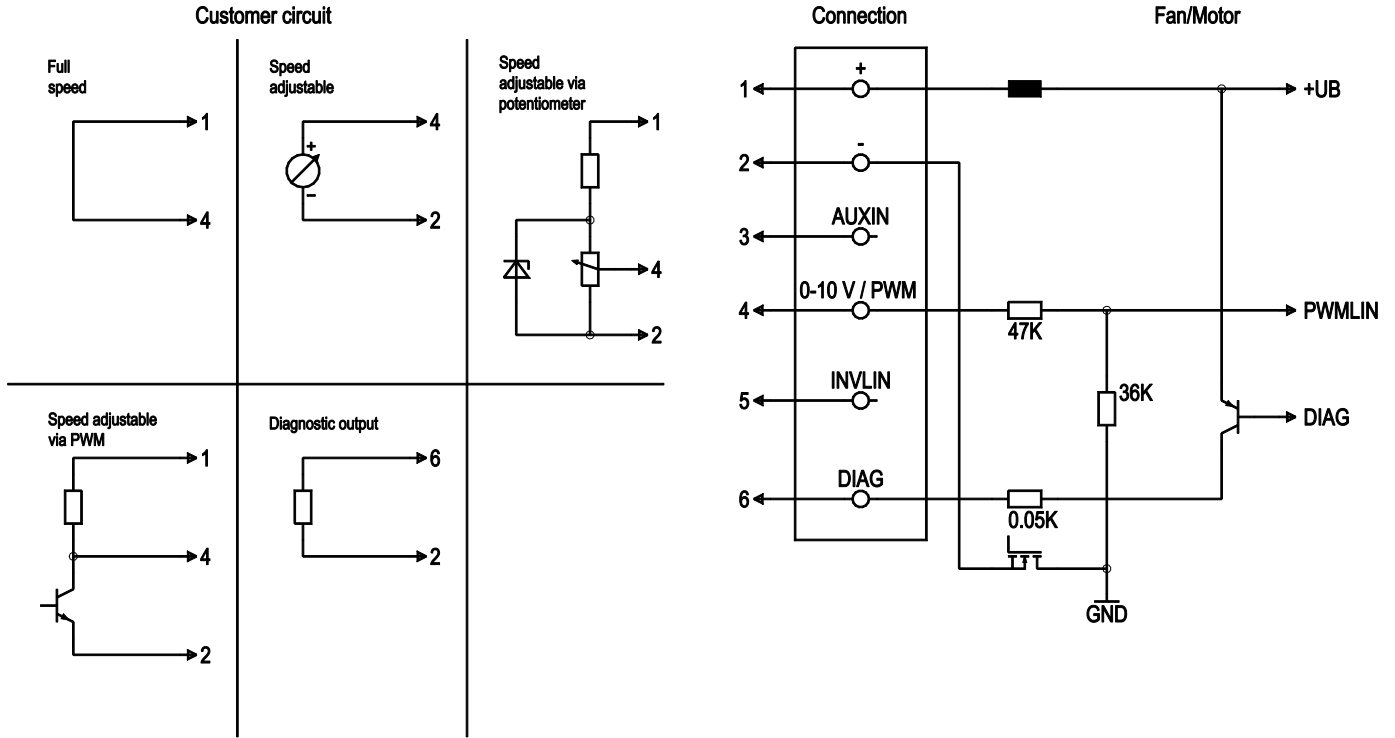 Customer circuit
Full
speed
1
4
Speed
adjustable
+
−
4
2
Speed
adjustable via
potentiometer
1
4
2
Speed adjustable
via PWM
1
4
2
Diagnostic output
6
2
Connection
Fan/Motor
+
1
+UB
-
2
AUXIN
3
0-10 V / PWM
4
47K
PWMLIN
INVLIN
5
36K
DIAG
DIAG
6
0.05K
GND